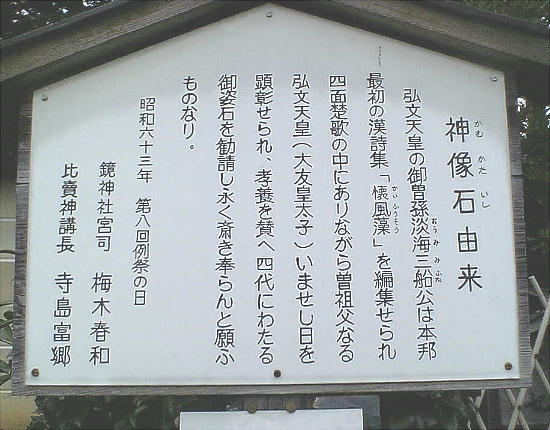 神像石由来
弘文天皇の御曽孫淡海三船公は本邦
最初の漢詩集「懐風藻」を編集せられ
四面楚歌の中にありながら曽祖父なる
弘文天皇(大友皇太子)いませし日を
顕彰せられ、孝養を賛へ四代にわたる
御姿石を勧請し永く斎き奉らんと願ふ
ものなり。
昭和六十三年 第八回例祭の日
鏡神社宮司 梅木春和
比賣神講長 寺島富郷